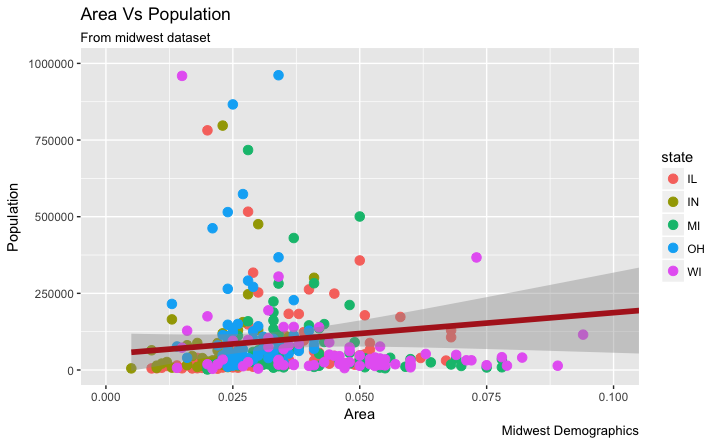 Area Vs Population
From midwest dataset
Population
1000000
750000
500000
250000
0
0.000
0.025
0.050
0.075
0.100
Area
state
IL
IN
MI
OH
WI
Midwest Demographics